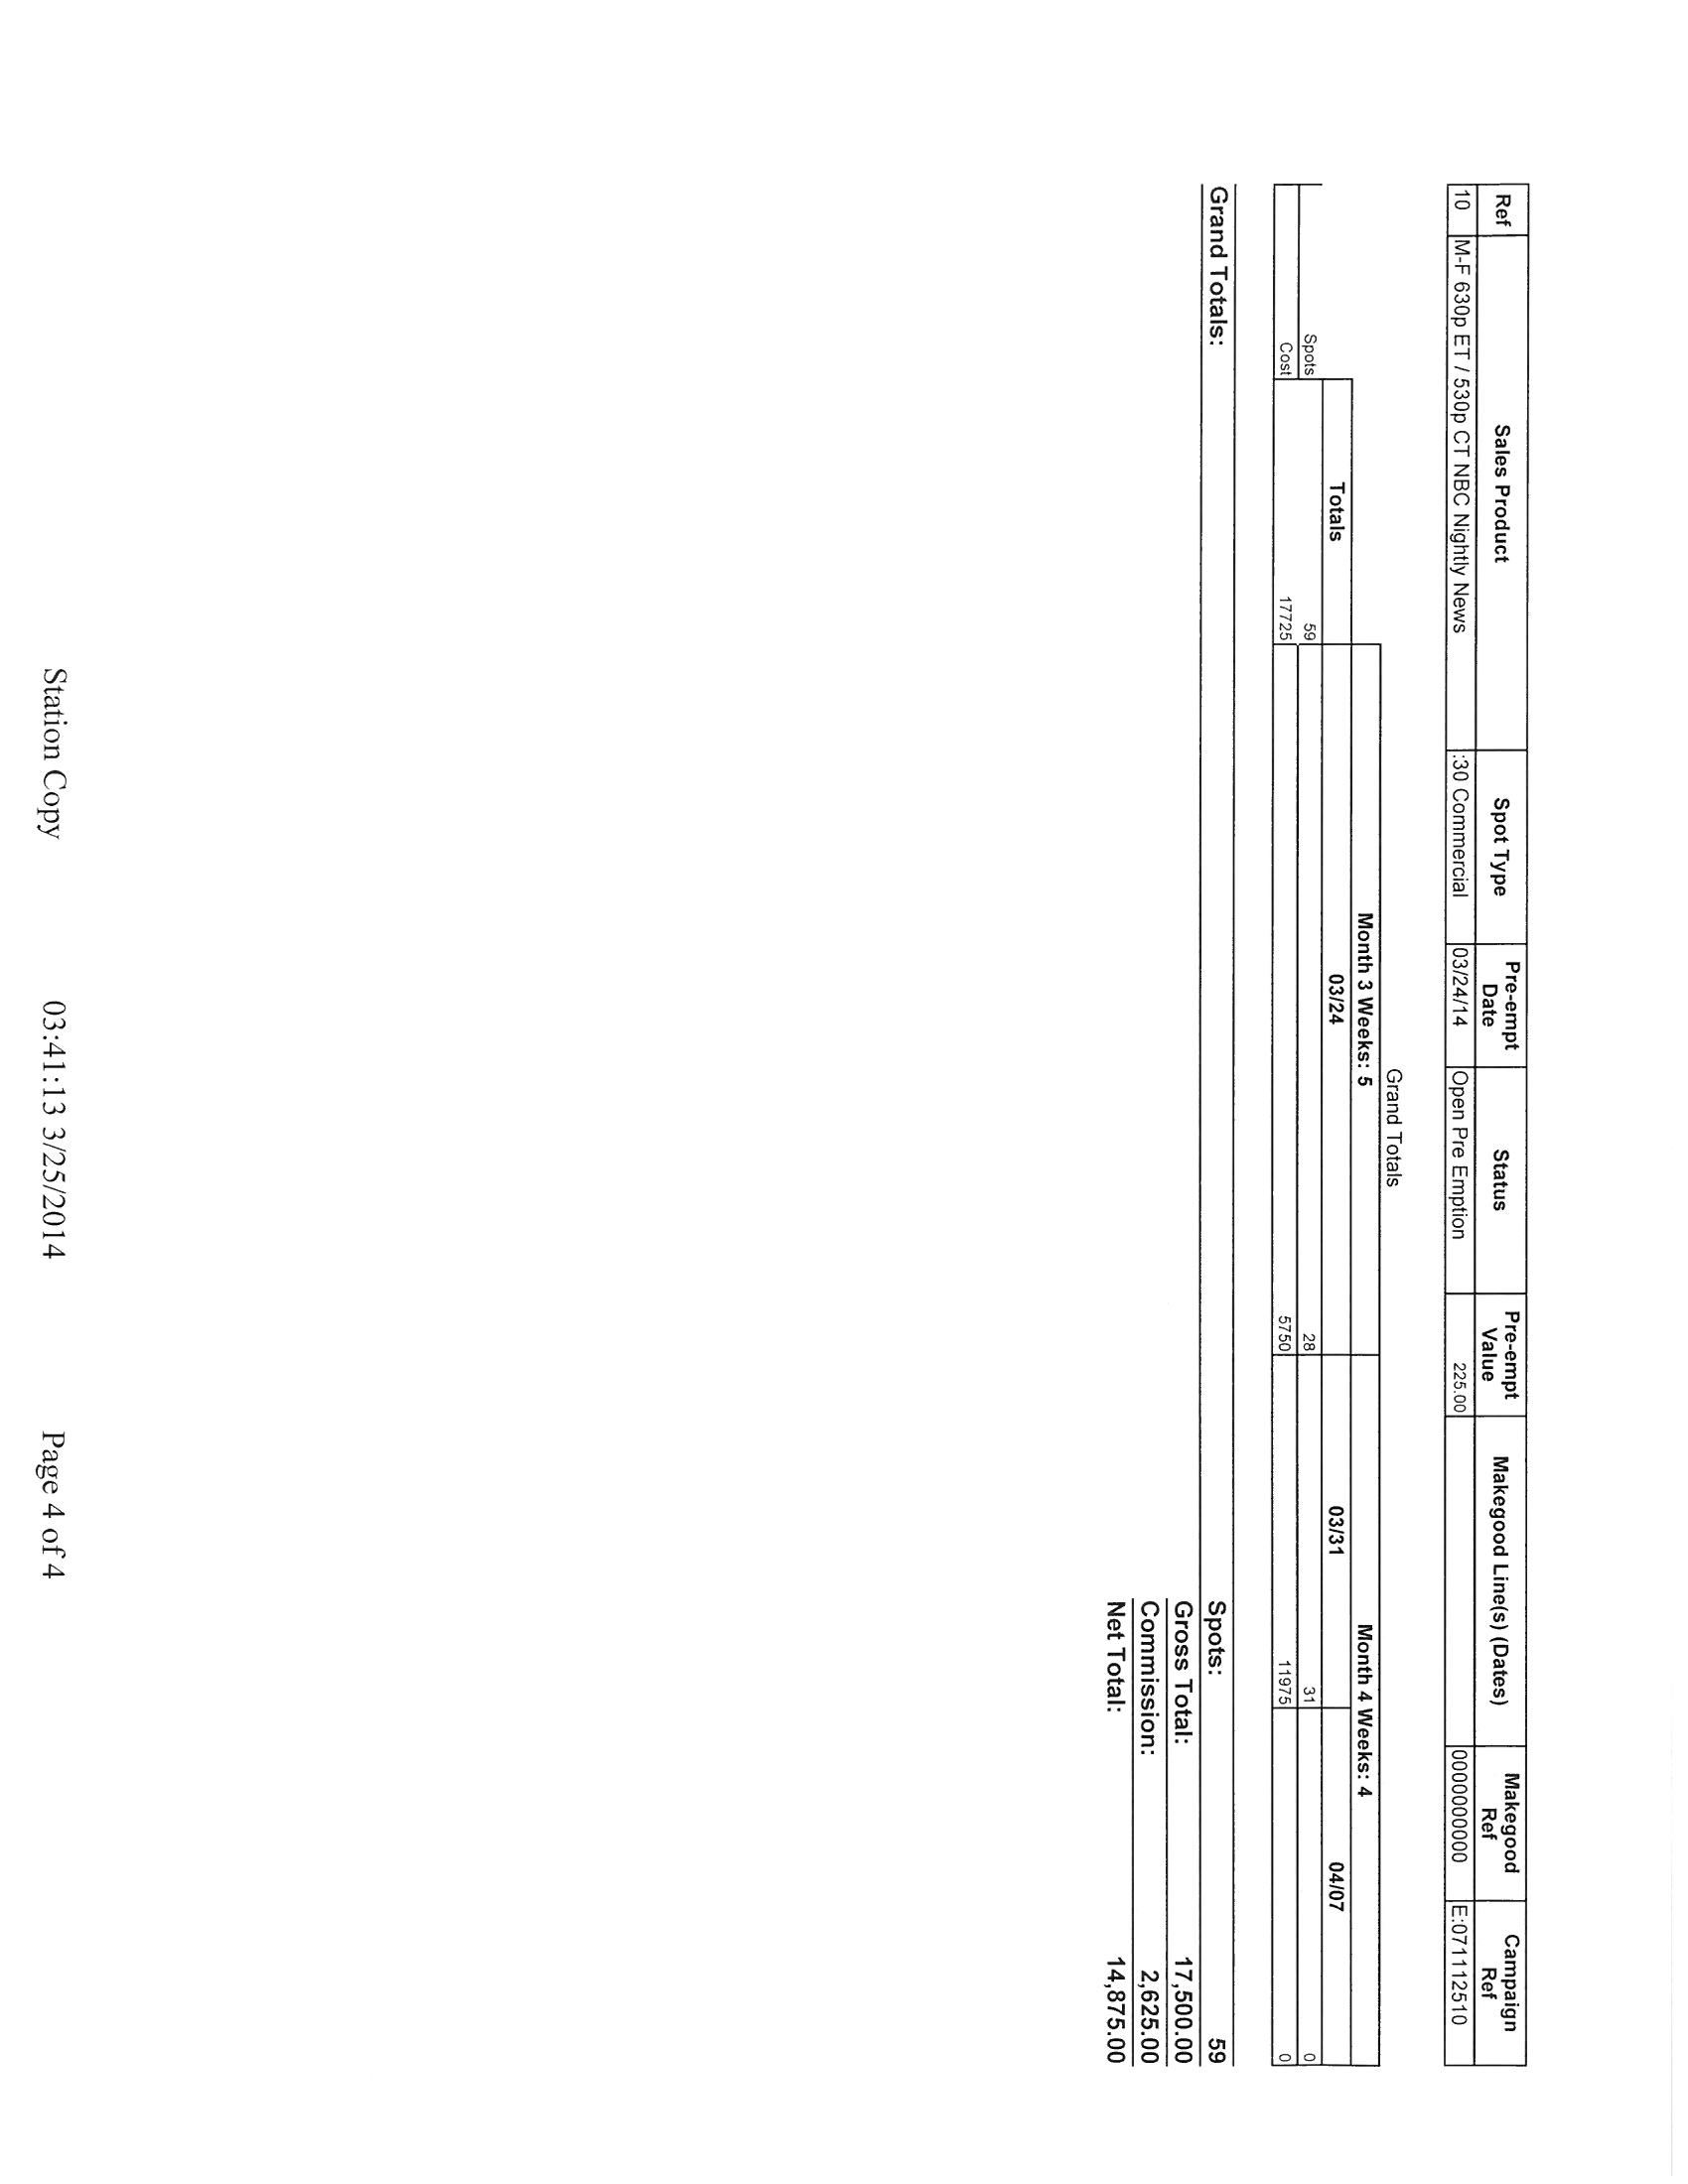 Ref Sales Product Spot Type Pre-empt Date Status Pre-empt Value Makegood Line(s) (Dates) Makegood Ref Campaign Ref
10 M-F 630p ET / 530p CT NBC Nightly News :30 Commercial 03/24/14 Open Pre Emption 225.00 0000000000 E:071112510
Grand Totals
Month 3 Weeks: 5 Month 4 Weeks: 4
Totals 03/24 03/31 04/07
Spots 59 28 31 0
Cost 17725 5750 11975 0
Grand Totals: Spots: 59
Gross Total: 17,500.00
Commission: 2,625.00
Net Total: 14,875.00
Station Copy 03:41:13 3/25/2014 Page 4 of 4